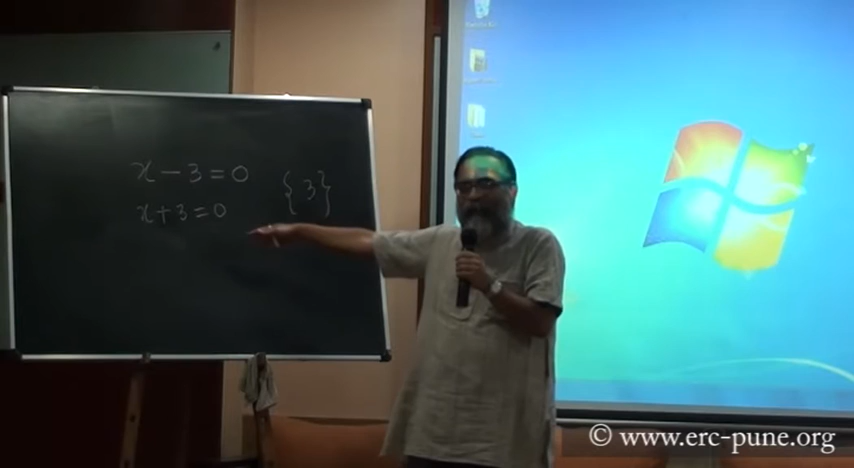 x − 3 = 0
{3}
x + 3 = 0
© www.erc-pune.org